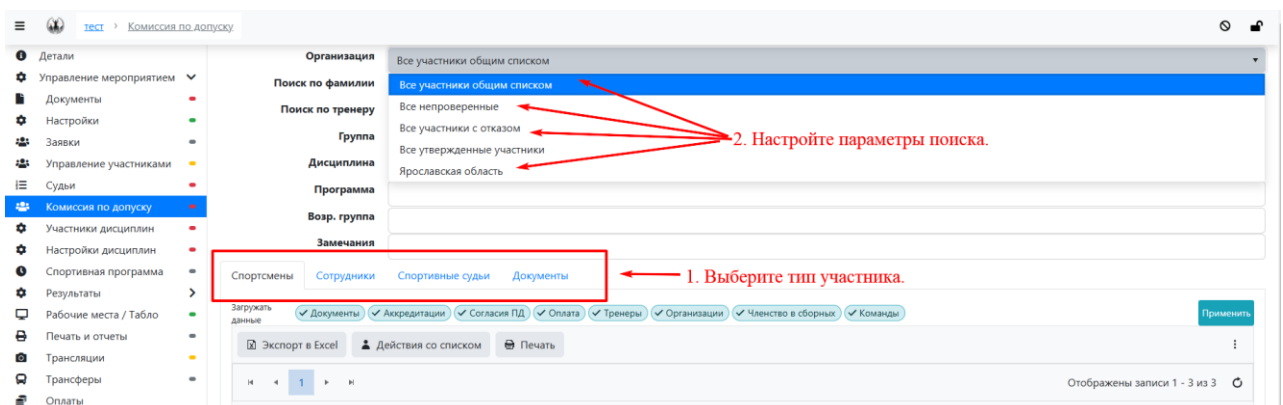 тест > Комиссия по допуску
Детали
Управление мероприятием
Документы
Настройки
Заявки
Управление участниками
Судьи
Комиссия по допуску
Участники дисциплин
Настройки дисциплин
Спортивная программа
Результаты
Рабочие места / Табло
Печать и отчеты
Трансляции
Трансферы
Оплаты
Организация
Все участники общим списком
Поиск по фамилии
Все участники общим списком
Поиск по тренеру
Все непроверенные
Группа
Все участники с отказом
Все утвержденные участники
Дисциплина
Ярославская область
Программа
Возр. группа
Замечания
2. Настройте параметры поиска.
Спортсмены Сотрудники Спортивные судьи Документы
1. Выберите тип участника.
Загружать данные
Документы Аккредитации Согласия ПД Оплата Тренеры Организации Членство в сборных Команды
Применить
Экспорт в Excel Действия со списком Печать
1
Отображены записи 1 - 3 из 3